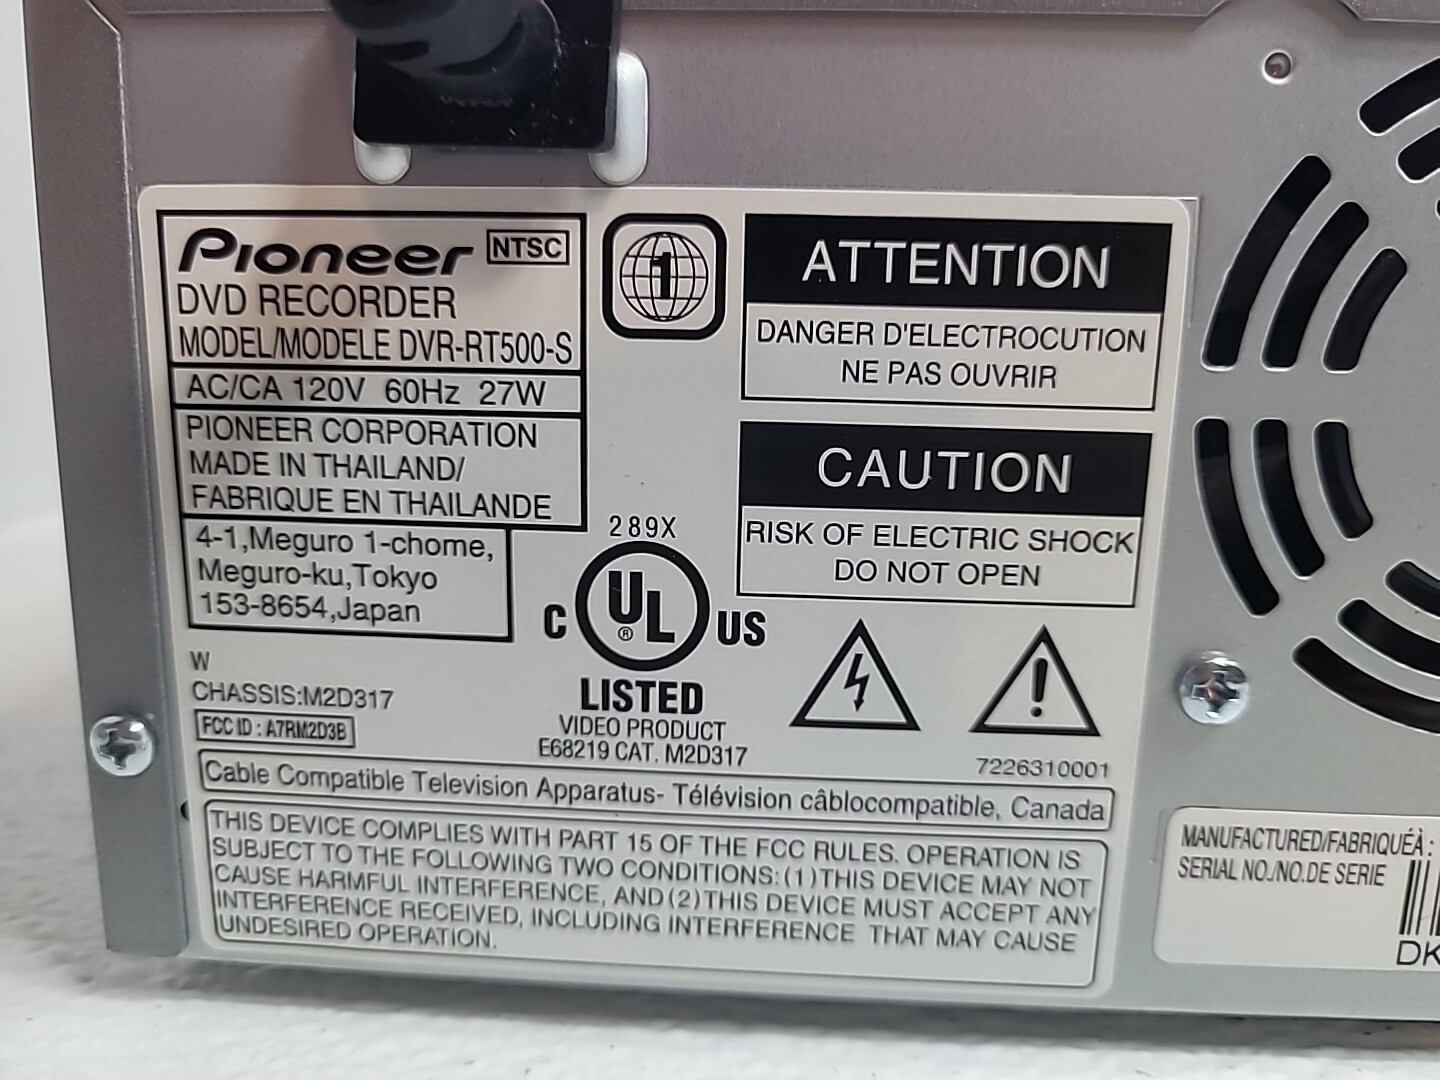 Pioneer NTSC
DVD RECORDER
MODEL/MODELE DVR-RT500-S
AC/CA 120V 60Hz 27W
PIONEER CORPORATION
MADE IN THAILAND/
FABRIQUE EN THAILANDE
4-1,Meguro 1-chome,
Meguro-ku,Tokyo
153-8654,Japan
W
CHASSIS:M2D317
FCC ID : A7RM2D3B
1
289X
C UL® US
LISTED
VIDEO PRODUCT
E68219 CAT. M2D317
ATTENTION
DANGER D'ELECTROCUTION
NE PAS OUVRIR
CAUTION
RISK OF ELECTRIC SHOCK
DO NOT OPEN
!
7226310001
Cable Compatible Television Apparatus- Télévision câblocompatible, Canada
THIS DEVICE COMPLIES WITH PART 15 OF THE FCC RULES. OPERATION IS
SUBJECT TO THE FOLLOWING TWO CONDITIONS: (1) THIS DEVICE MAY NOT
CAUSE HARMFUL INTERFERENCE, AND (2) THIS DEVICE MUST ACCEPT ANY
INTERFERENCE RECEIVED, INCLUDING INTERFERENCE THAT MAY CAUSE
UNDESIRED OPERATION.
MANUFACTURED/FABRIQUÉÀ :
SERIAL NO./NO.DE SERIE
DK